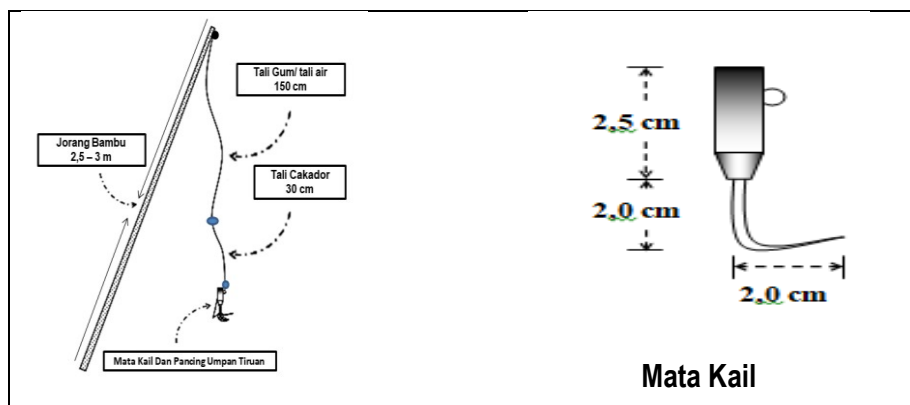 Tali Gum/ tali air
150 cm
Jorang Bambu
2,5 – 3 m
Tali Cakador
30 cm
Mata Kail Dan Pancing Umpan Tiruan
2,5 cm
2,0 cm
2,0 cm
Mata Kail